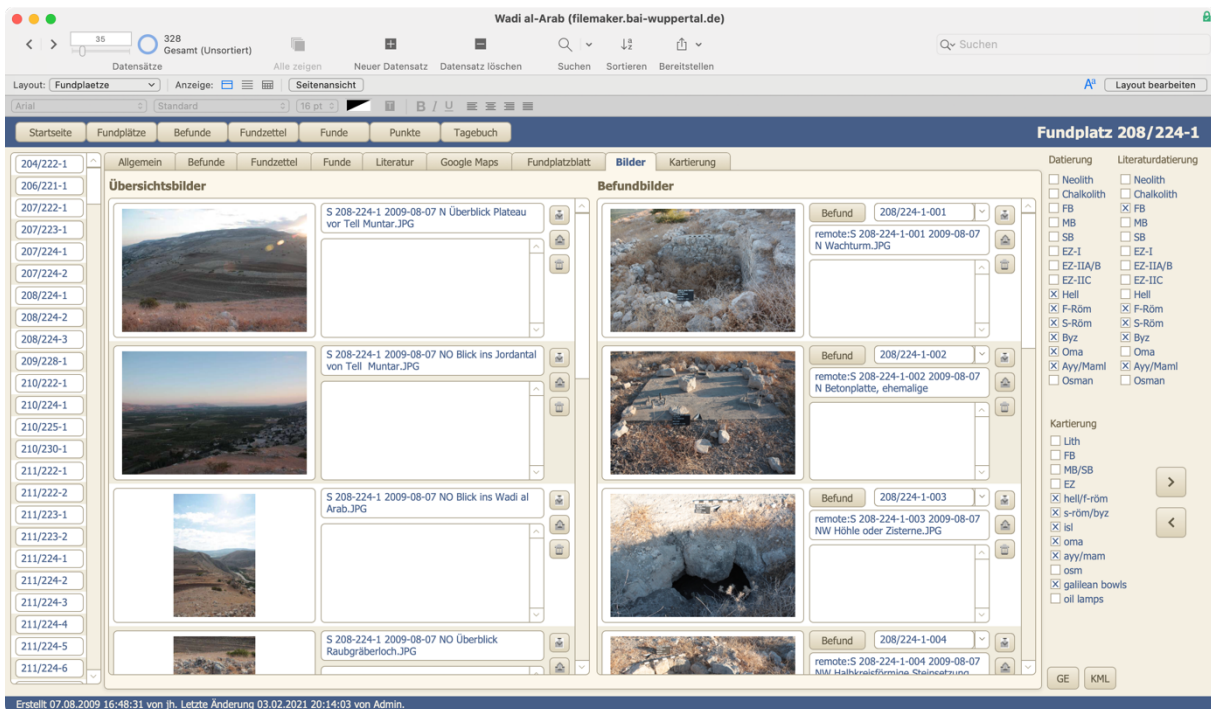 Wadi al-Arab (filemaker.bai-wuppertal.de)
35
328
Gesamt (Unsortiert)
Datensätze
Alle zeigen
Neuer Datensatz
Datensatz löschen
Suchen
Sortieren
Bereitstellen
Suchen
Layout: Fundplaetze
Anzeige:
Seitenansicht
Layout bearbeiten
Arial
Standard
16 pt
B I U
Startseite
Fundplätze
Befunde
Fundzettel
Funde
Punkte
Tagebuch
Fundplatz 208/224-1
204/222-1
206/221-1
207/222-1
207/223-1
207/224-1
207/224-2
208/224-1
208/224-2
208/224-3
209/228-1
210/222-1
210/224-1
210/225-1
210/230-1
211/222-1
211/222-2
211/223-1
211/223-2
211/224-1
211/224-2
211/224-3
211/224-4
211/224-5
211/224-6
Allgemein
Befunde
Fundzettel
Funde
Literatur
Google Maps
Fundplatzblatt
Bilder
Kartierung
Übersichtsbilder
S 208-224-1 2009-08-07 N Überblick Plateau
vor Tell Muntar.JPG
S 208-224-1 2009-08-07 NO Blick ins Jordantal
von Tell Muntar.JPG
S 208-224-1 2009-08-07 NO Blick ins Wadi al
Arab.JPG
S 208-224-1 2009-08-07 NO Überblick
Raubgräberloch.JPG
Befundbilder
Befund
208/224-1-001
remote:S 208-224-1-001 2009-08-07
N Wachturm.JPG
Befund
208/224-1-002
remote:S 208-224-1-002 2009-08-07
N Betonplatte, ehemalige
Befund
208/224-1-003
remote:S 208-224-1-003 2009-08-07
NW Höhle oder Zisterne.JPG
Befund
208/224-1-004
remote:S 208-224-1-004 2009-08-07
NW Halbkreisförmige Steinsetzung
Datierung
Neolith
Chalkolith
FB
MB
SB
EZ-I
EZ-IIA/B
EZ-IIC
Hell
F-Röm
S-Röm
Byz
Oma
Ayy/Maml
Osman
Literaturdatierung
Neolith
Chalkolith
FB
MB
SB
EZ-I
EZ-IIA/B
EZ-IIC
Hell
F-Röm
S-Röm
Byz
Oma
Ayy/Maml
Osman
Kartierung
Lith
FB
MB/SB
EZ
hell/f-röm
s-röm/byz
isl
oma
ayy/mam
osm
galilean bowls
oil lamps
>
<
GE
KML
Erstellt 07.08.2009 16:48:31 von jh. Letzte Änderung 03.02.2021 20:14:03 von Admin.